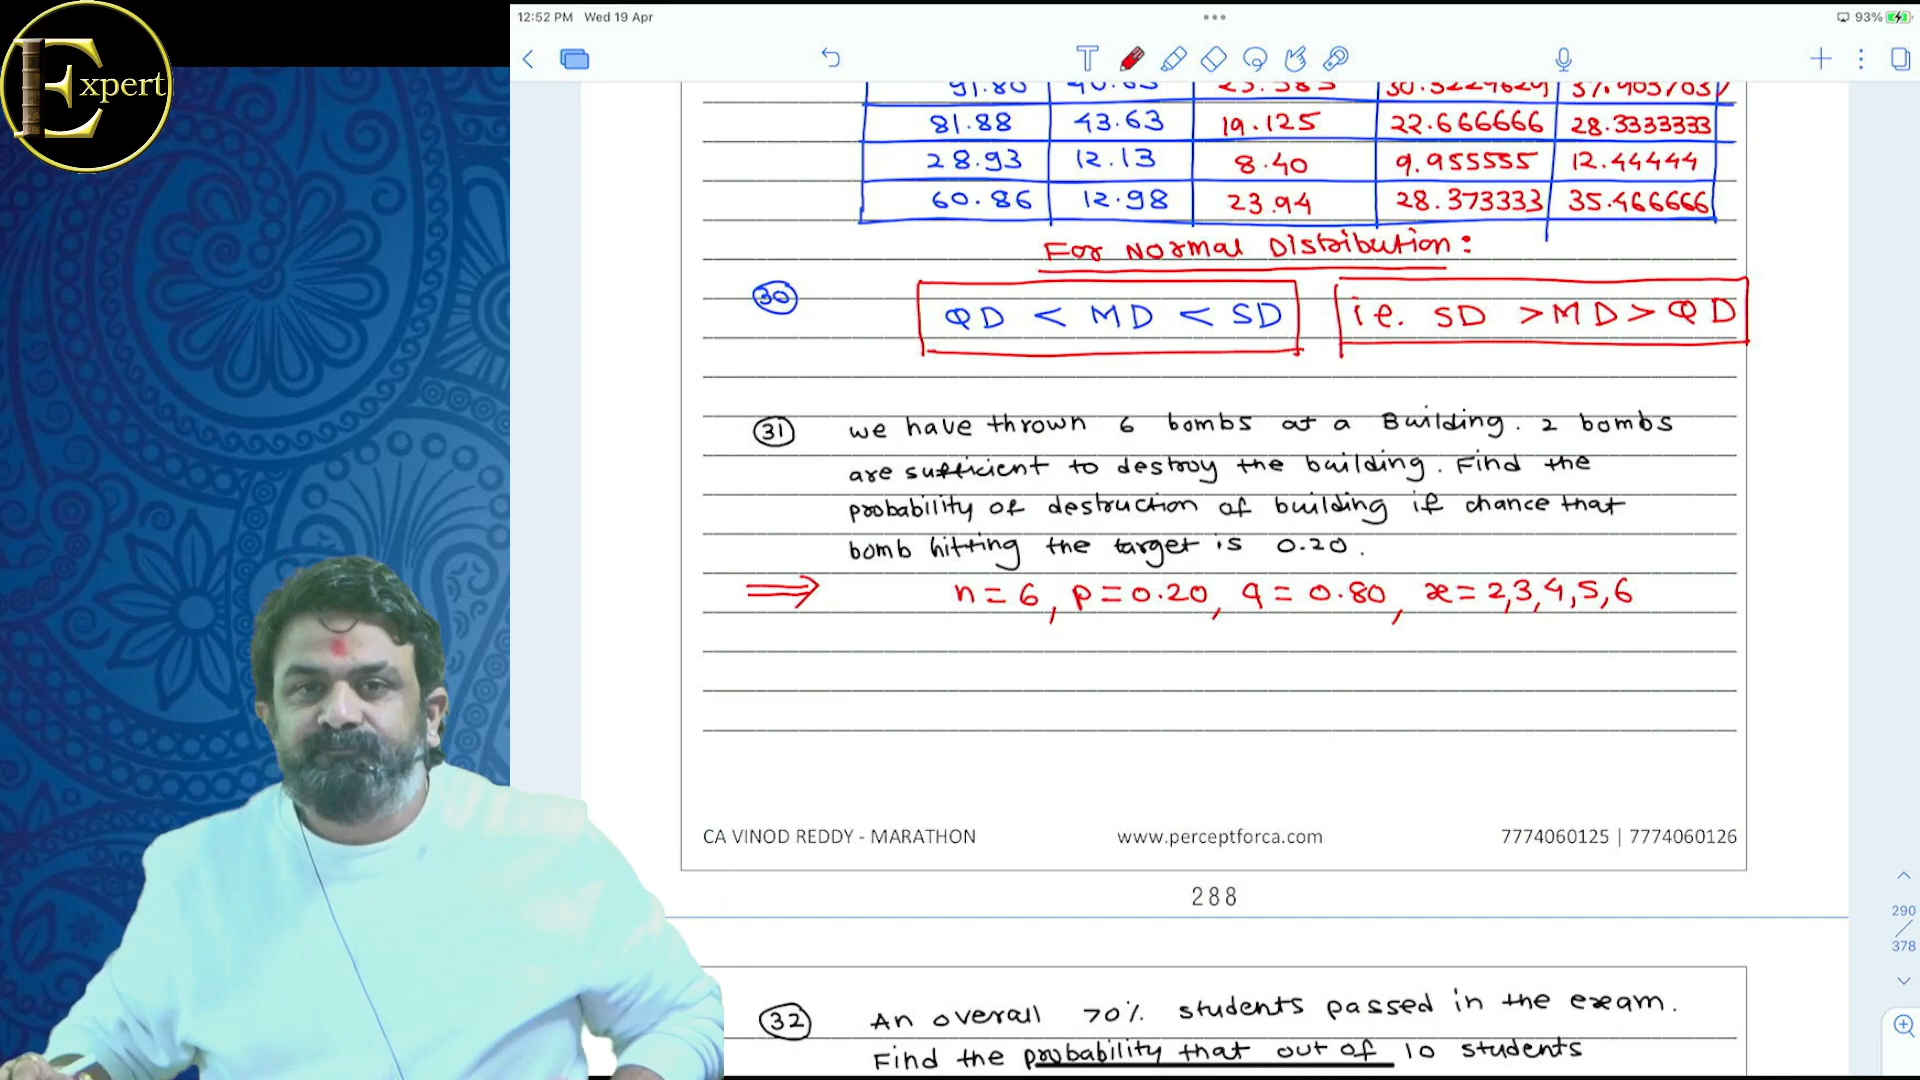 12:52 PM Wed 19 Apr
93%
Expert
T
81.88 43.63 19.125 22.666666 28.3333333
28.93 12.13 8.40 9.955555 12.44444
60.86 12.98 23.94 28.373333 35.466666
For Normal Distribution:
30 QD < MD < SD i.e. SD > MD > QD
31 we have thrown 6 bombs at a Building. 2 bombs
are sufficient to destroy the building. Find the
probability of destruction of building if chance that
bomb hitting the target is 0.20.
⇒ n = 6, p = 0.20, q = 0.80, x = 2,3,4,5,6
CA VINOD REDDY - MARATHON www.perceptforca.com 7774060125 | 7774060126
288
290
378
32 An overall 70% students passed in the exam.
Find the probability that out of 10 students